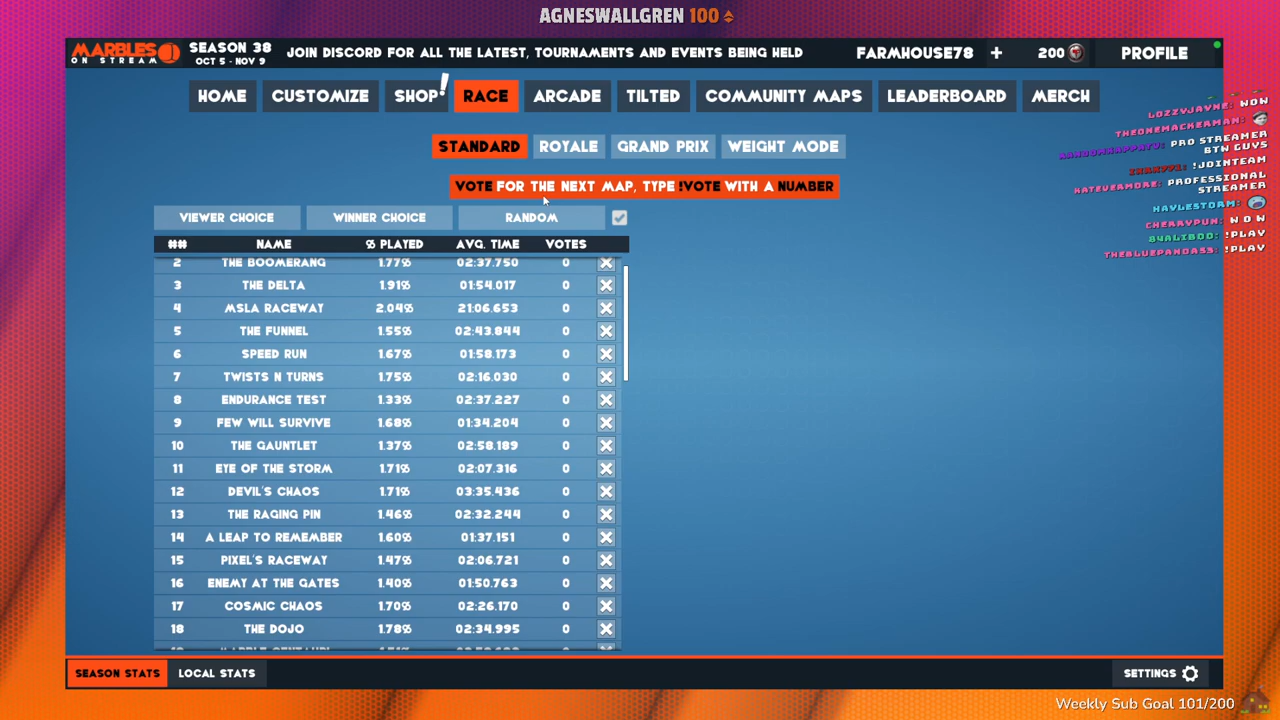 AGNESWALLGREN 100
MARBLES ON STREAM
SEASON 38
OCT 5 - NOV 9
JOIN DISCORD FOR ALL THE LATEST, TOURNAMENTS AND EVENTS BEING HELD
FARMHOUSE78 +
200
PROFILE
HOME CUSTOMIZE SHOP! RACE ARCADE TILTED COMMUNITY MAPS LEADERBOARD MERCH
STANDARD ROYALE GRAND PRIX WEIGHT MODE
VOTE FOR THE NEXT MAP, TYPE !VOTE WITH A NUMBER
VIEWER CHOICE WINNER CHOICE RANDOM
## NAME % PLAYED AVG. TIME VOTES
2 THE BOOMERANG 1.77% 02:37.750 0
3 THE DELTA 1.91% 01:54.017 0
4 MSLA RACEWAY 2.04% 21:06.653 0
5 THE FUNNEL 1.55% 02:43.844 0
6 SPEED RUN 1.67% 01:58.173 0
7 TWISTS N TURNS 1.75% 02:16.030 0
8 ENDURANCE TEST 1.33% 02:37.227 0
9 FEW WILL SURVIVE 1.68% 01:34.204 0
10 THE GAUNTLET 1.37% 02:58.189 0
11 EYE OF THE STORM 1.71% 02:07.316 0
12 DEVIL'S CHAOS 1.71% 03:35.436 0
13 THE RAGING PIN 1.46% 02:32.244 0
14 A LEAP TO REMEMBER 1.60% 01:37.151 0
15 PIXEL'S RACEWAY 1.47% 02:06.721 0
16 ENEMY AT THE GATES 1.40% 01:50.763 0
17 COSMIC CHAOS 1.70% 02:26.170 0
18 THE DOJO 1.78% 02:34.995 0
LOZZYJAYNE: WOW
THEONEMACKERMAN:
PRO STREAMER
BTW GUYS
!JOINTEAM
KATEVERMORE: PROFESSIONAL
STREAMER
HAYLESTORM:
CHERRYPUN: W O W
84ALIBOO: !PLAY
THEBLUEPANDASS: !PLAY
SEASON STATS LOCAL STATS
SETTINGS
Weekly Sub Goal 101/200